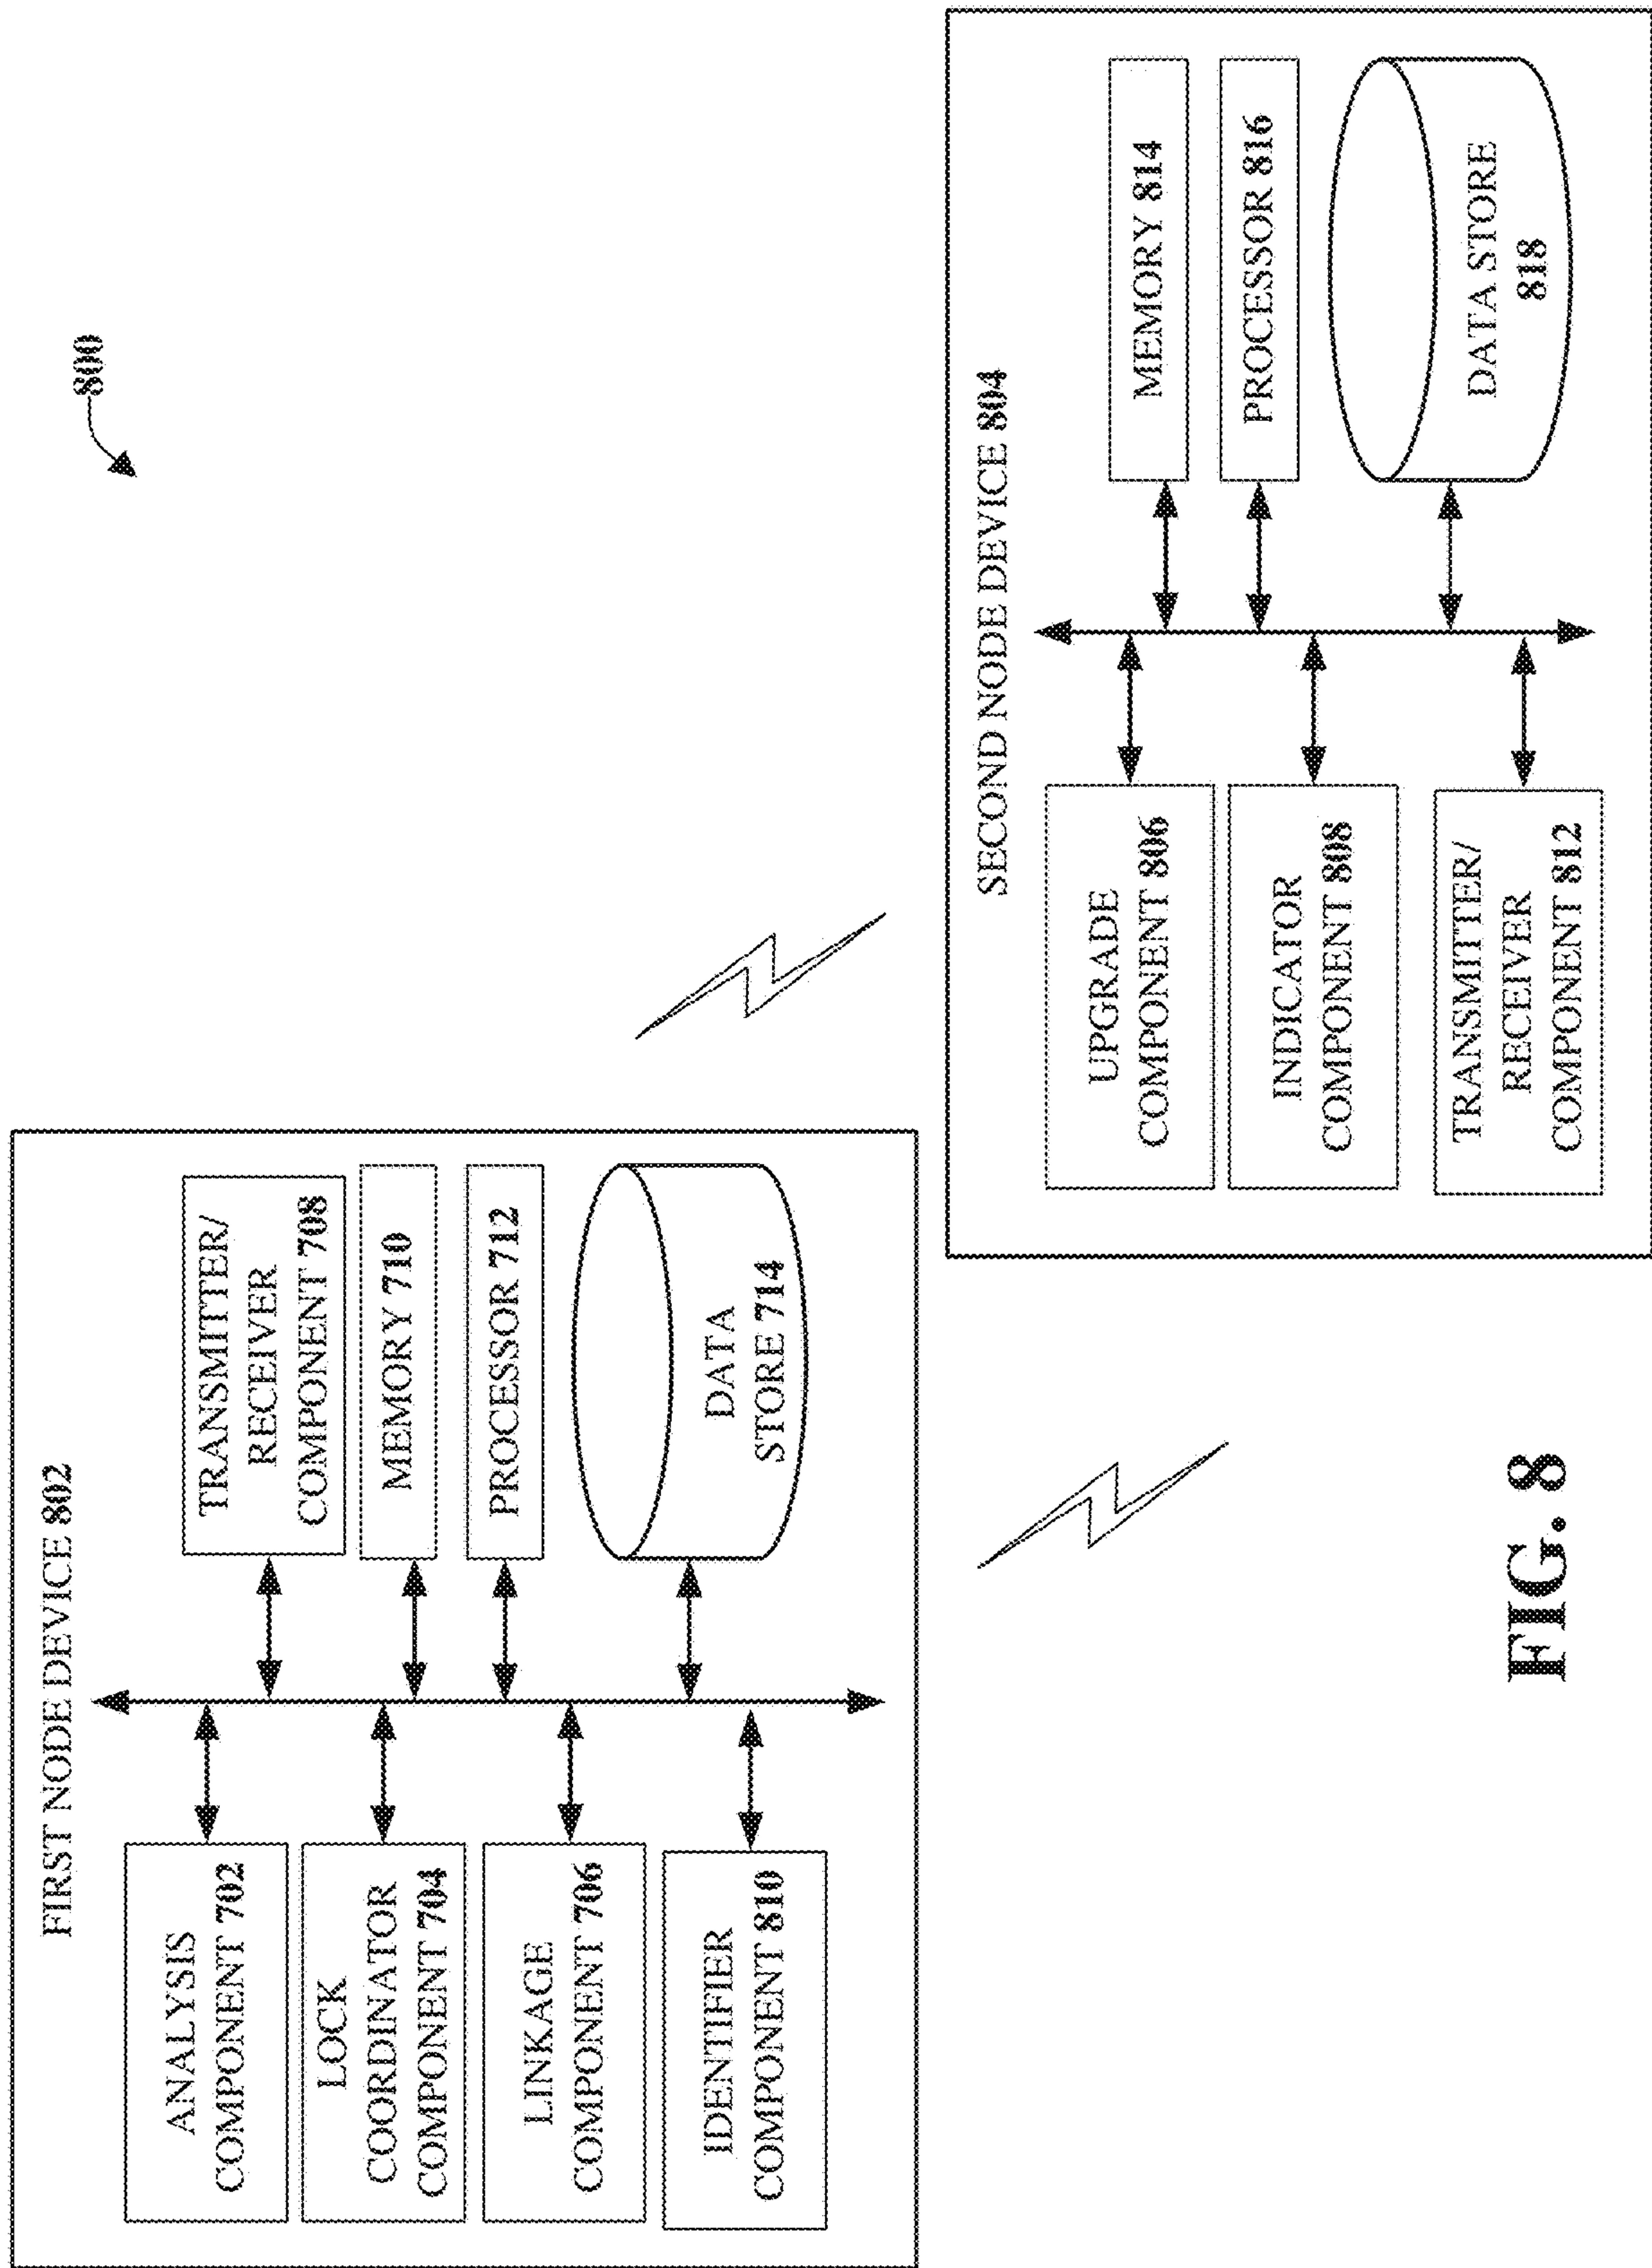 800
FIRST NODE DEVICE 802
ANALYSIS
COMPONENT 702
LOCK
COORDINATOR
COMPONENT 704
LINKAGE
COMPONENT 706
IDENTIFIER
COMPONENT 810
TRANSMITTER/
RECEIVER
COMPONENT 708
MEMORY 710
PROCESSOR 712
DATA
STORE 714
SECOND NODE DEVICE 804
UPGRADE
COMPONENT 806
INDICATOR
COMPONENT 808
TRANSMITTER/
RECEIVER
COMPONENT 812
MEMORY 814
PROCESSOR 816
DATA STORE
818
FIG. 8